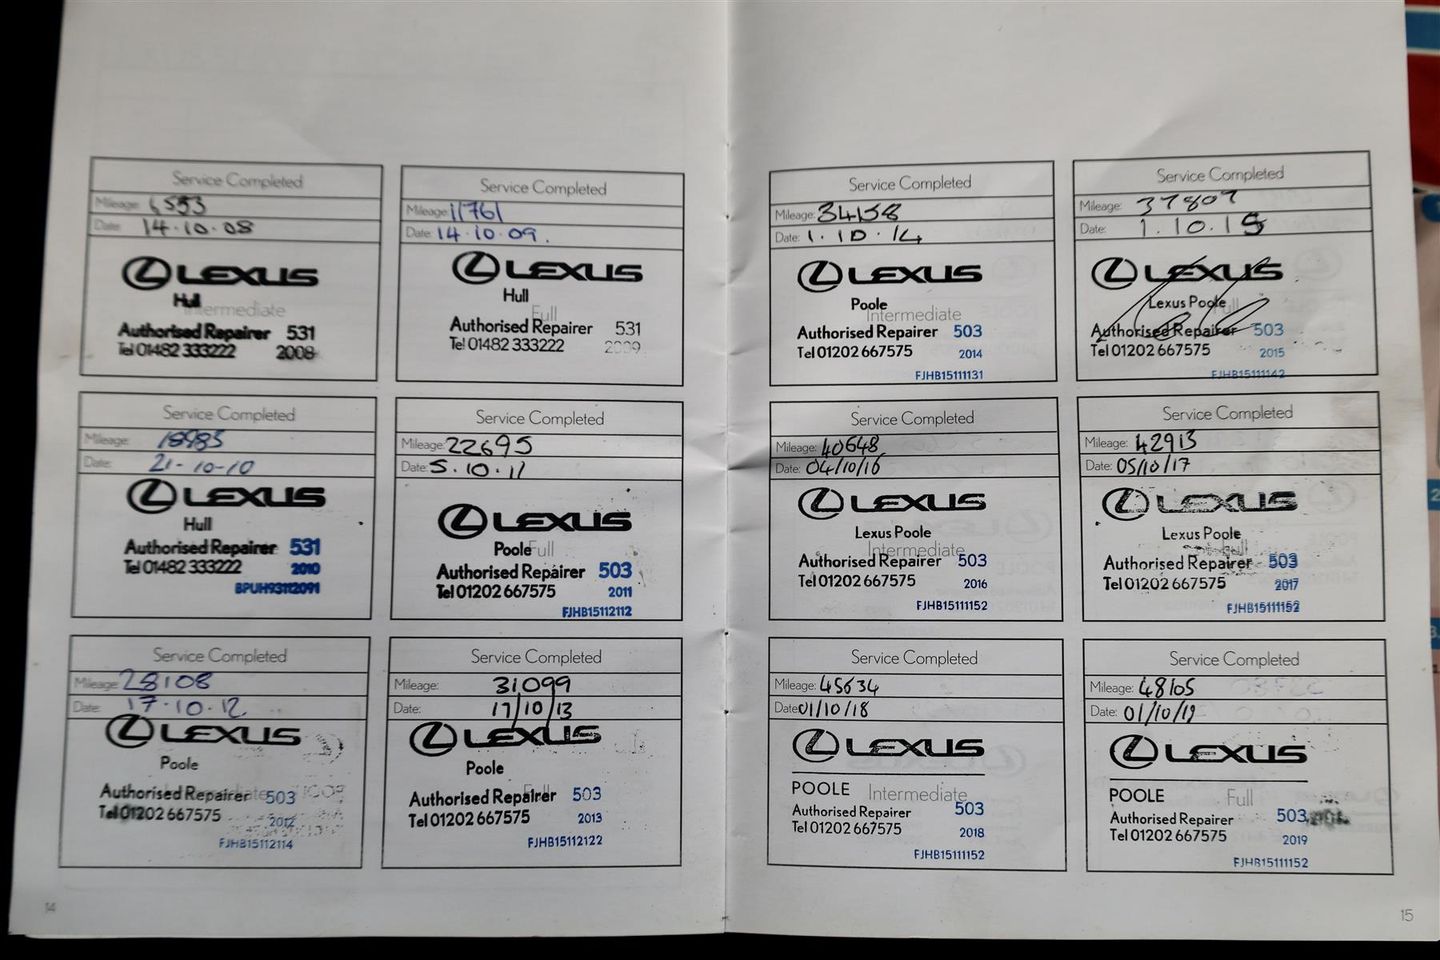 Service Completed
Mileage: 6553
Date: 14.10.08
LEXUS
Hull
Intermediate
Authorised Repairer 531
Tel 01482 333222 2008
Service Completed
Mileage: 11761
Date: 14.10.09.
LEXUS
Hull
Full
Authorised Repairer 531
Tel 01482 333222 2009
Service Completed
Mileage:
Date: 21-10-10
LEXUS
Hull
Authorised Repairer 531
Tel 01482 333222 2010
BPUH93112091
Service Completed
Mileage: 22695
Date: 5.10.11
LEXUS
Poole Full
Authorised Repairer 503
Tel 01202 667575 2011
FJHB15112112
Service Completed
Mileage: 28108
Date: 17.10.12
LEXUS
Poole
Intermediate
Authorised Repairer 503
Tel 01202 667575 2012
FJHB15112114
Service Completed
Mileage: 31099
Date: 17/10/13
LEXUS
Poole
Full
Authorised Repairer 503
Tel 01202 667575 2013
FJHB15112122
14
Service Completed
Mileage: 34158
Date: 1.10.14
LEXUS
Poole
Intermediate
Authorised Repairer 503
Tel 01202 667575 2014
FJHB15111131
Service Completed
Mileage: 37807
Date: 1.10.15
LEXUS
Lexus Poole
Full
Authorised Repairer 503
Tel 01202 667575 2015
FJHB15111142
Service Completed
Mileage: 40648
Date: 04/10/16
LEXUS
Lexus Poole
Intermediate
Authorised Repairer 503
Tel 01202 667575 2016
FJHB15111152
Service Completed
Mileage: 42913
Date: 05/10/17
LEXUS
Lexus Poole
Full
Authorised Repairer 503
Tel 01202 667575 2017
FJHB15111152
Service Completed
Mileage: 45634
Date: 01/10/18
LEXUS
POOLE Intermediate
Authorised Repairer 503
Tel 01202 667575 2018
FJHB15111152
Service Completed
Mileage: 48105
Date: 01/10/19
LEXUS
POOLE Full
Authorised Repairer 503
Tel 01202 667575 2019
FJHB15111152
15